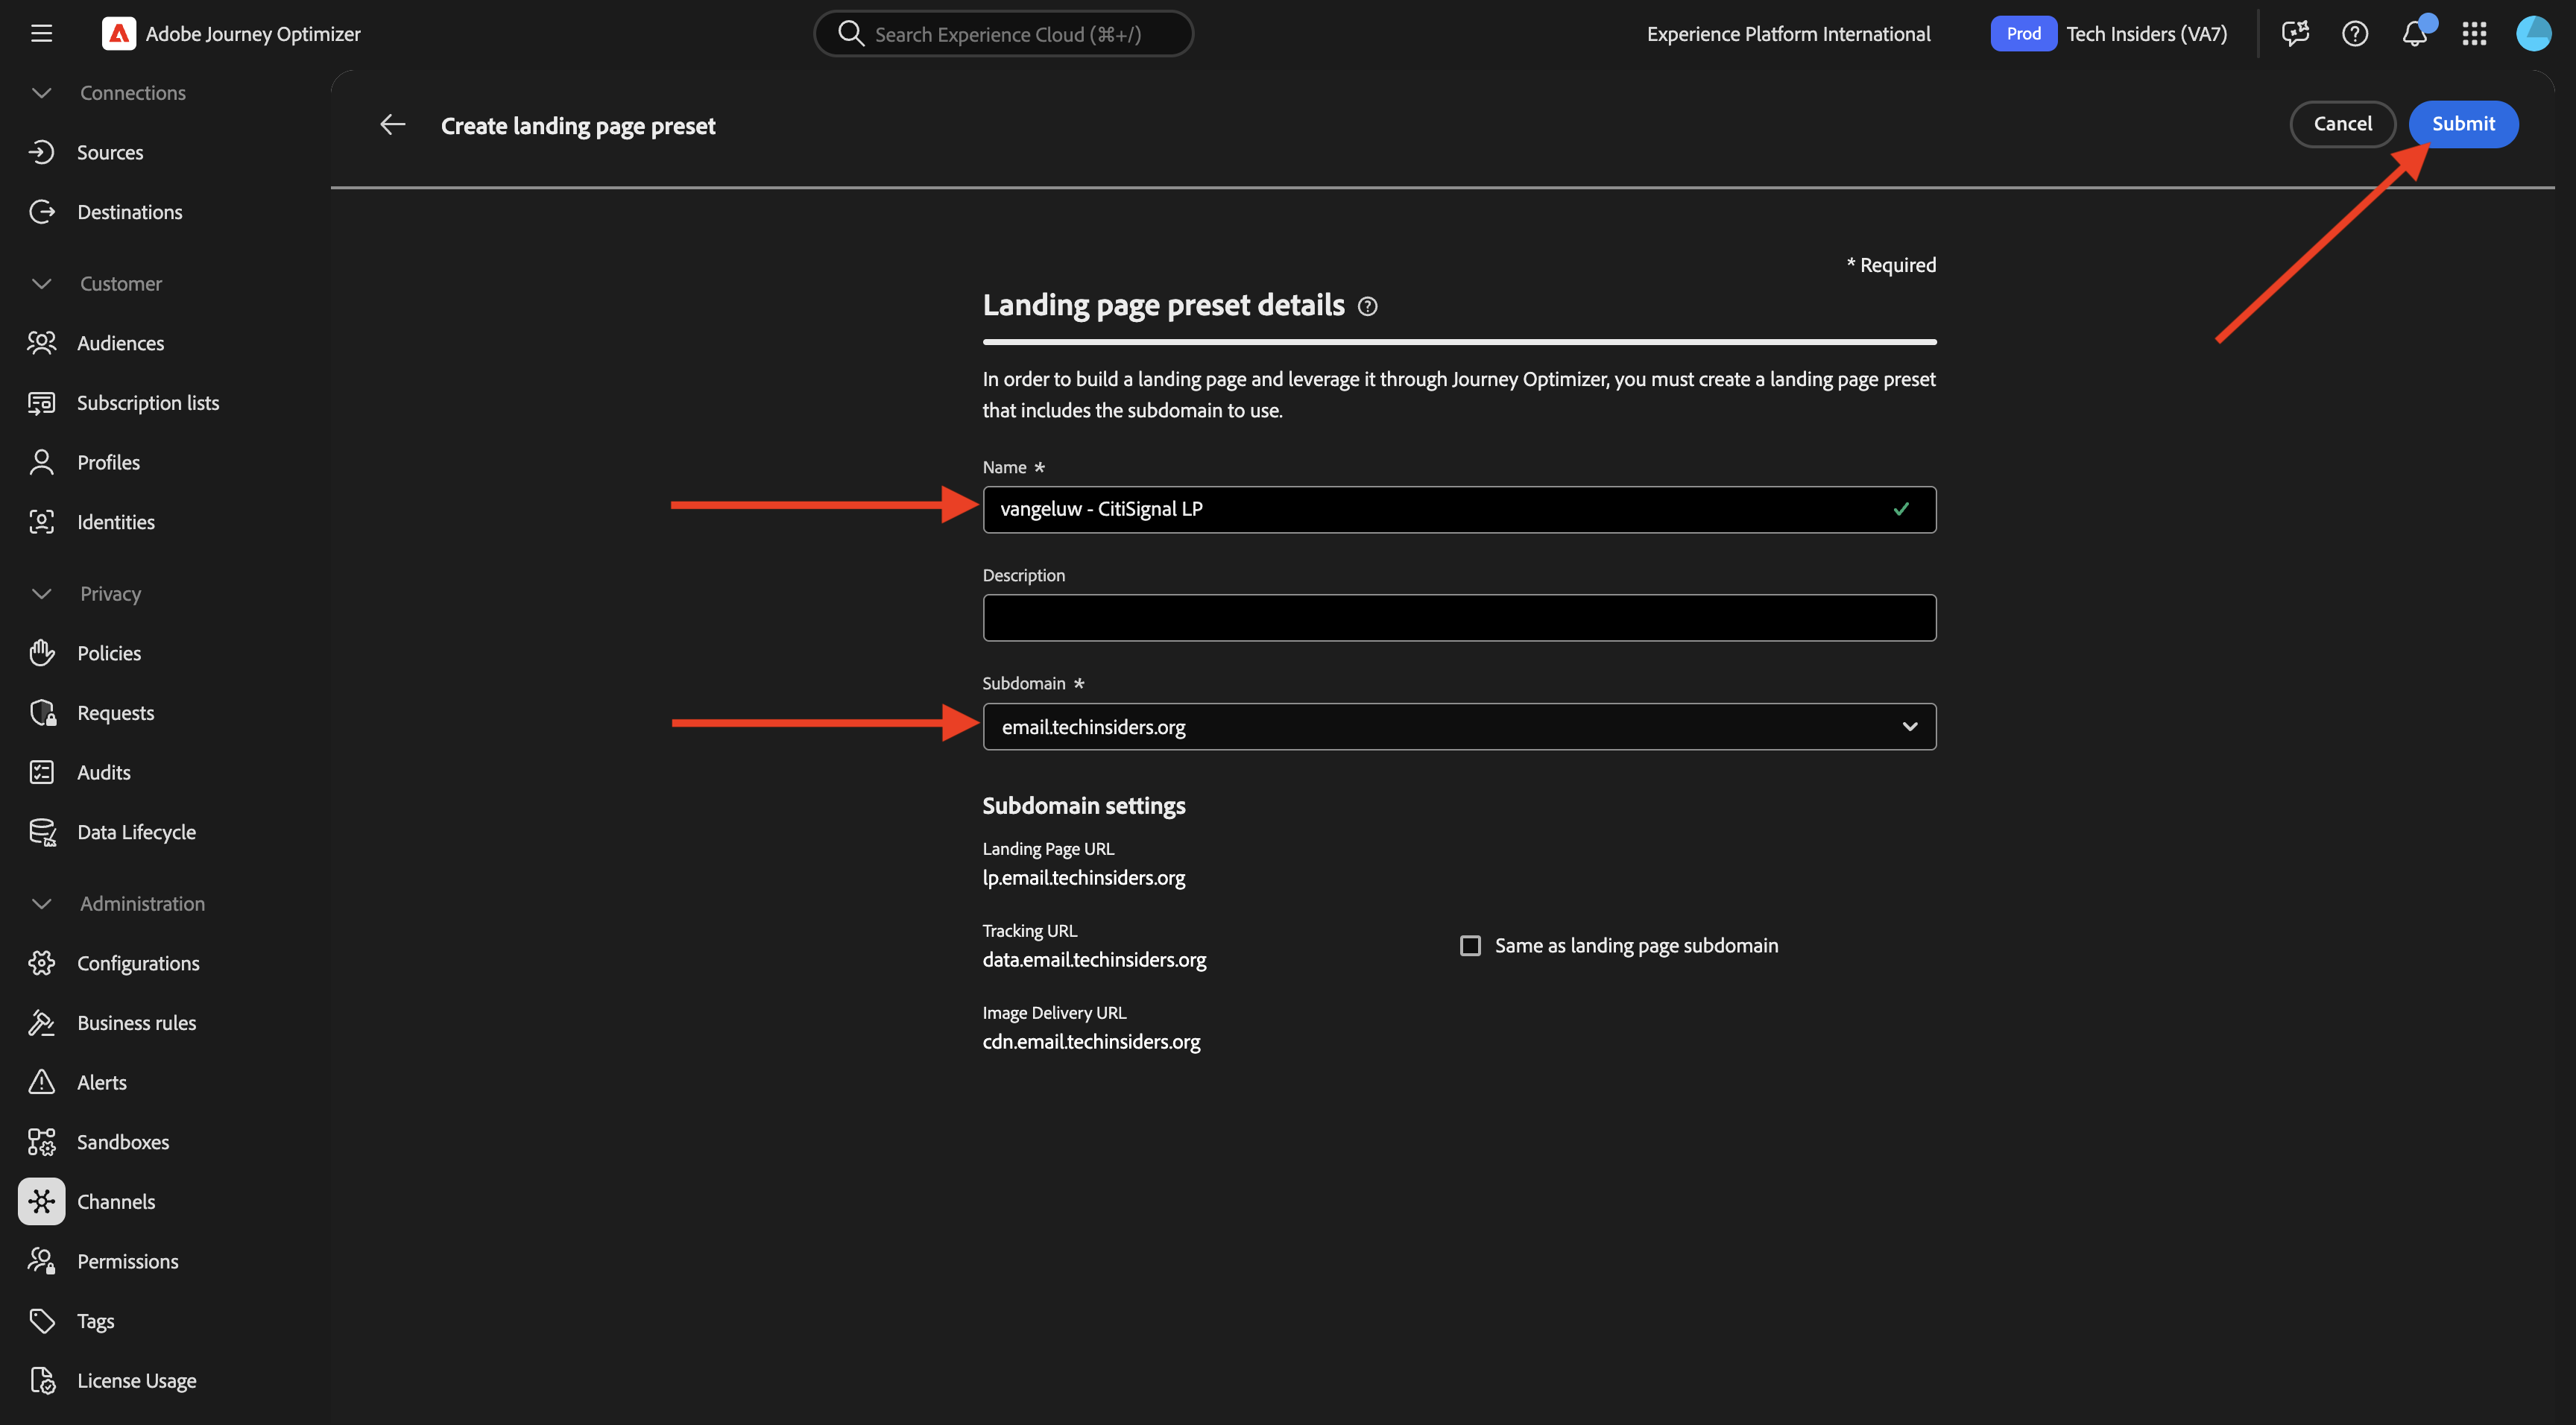 Adobe Journey Optimizer
Search Experience Cloud (⌘+/)
Experience Platform International
Prod
Tech Insiders (VA7)
Connections
Sources
Destinations
Customer
Audiences
Subscription lists
Profiles
Identities
Privacy
Policies
Requests
Audits
Data Lifecycle
Administration
Configurations
Business rules
Alerts
Sandboxes
Channels
Permissions
Tags
License Usage
Create landing page preset
Cancel
Submit
* Required
Landing page preset details
In order to build a landing page and leverage it through Journey Optimizer, you must create a landing page preset
that includes the subdomain to use.
Name *
vangeluw - CitiSignal LP
Description
Subdomain *
email.techinsiders.org
Subdomain settings
Landing Page URL
lp.email.techinsiders.org
Tracking URL
data.email.techinsiders.org
Same as landing page subdomain
Image Delivery URL
cdn.email.techinsiders.org